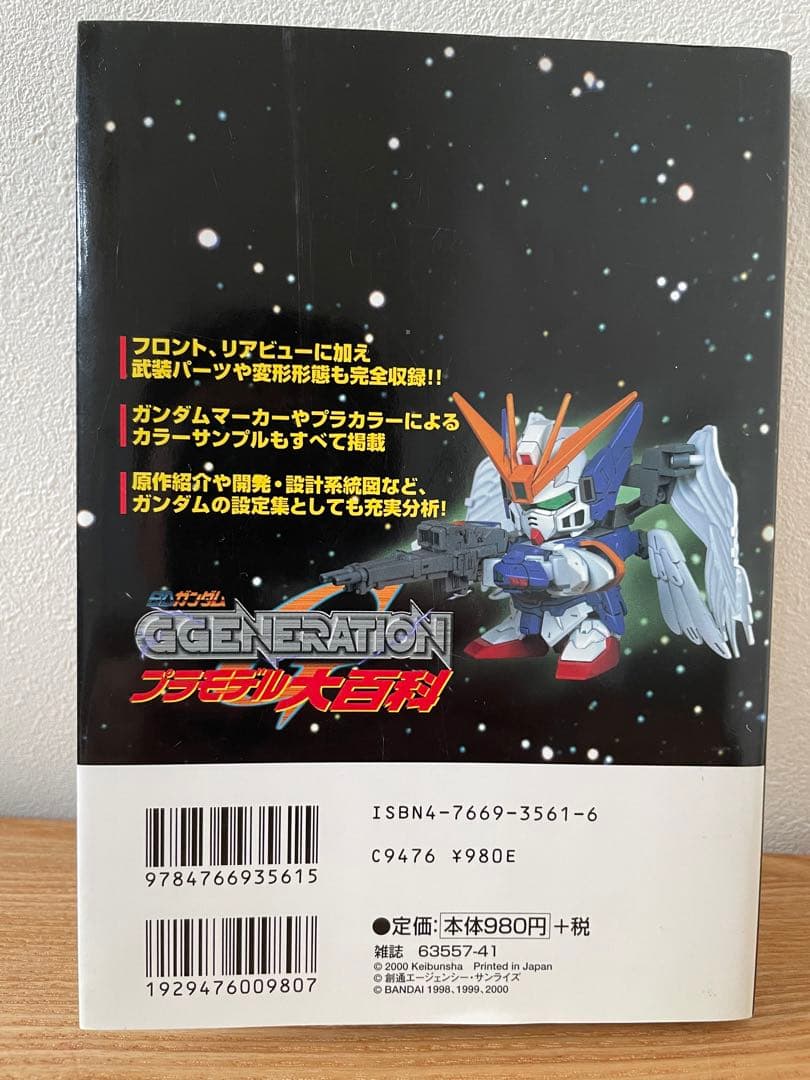 フロント、リアビューに加え
武装パーツや変形形態も完全収録!!
ガンダムマーカーやプラカラーによる
カラーサンプルもすべて掲載
原作紹介や開発・設計系統図など、
ガンダムの設定集としても充実分析!
SDガンダム
GGENERATION
プラモデル大百科
ISBN4-7669-3561-6
C9476 ¥980E
9784766935615
●定価:本体980円+税
雑誌 63557-41
© 2000 Keibunsha Printed in Japan
© 創通エージェンシー・サンライズ
© BANDAI 1998, 1999, 2000
1929476009807